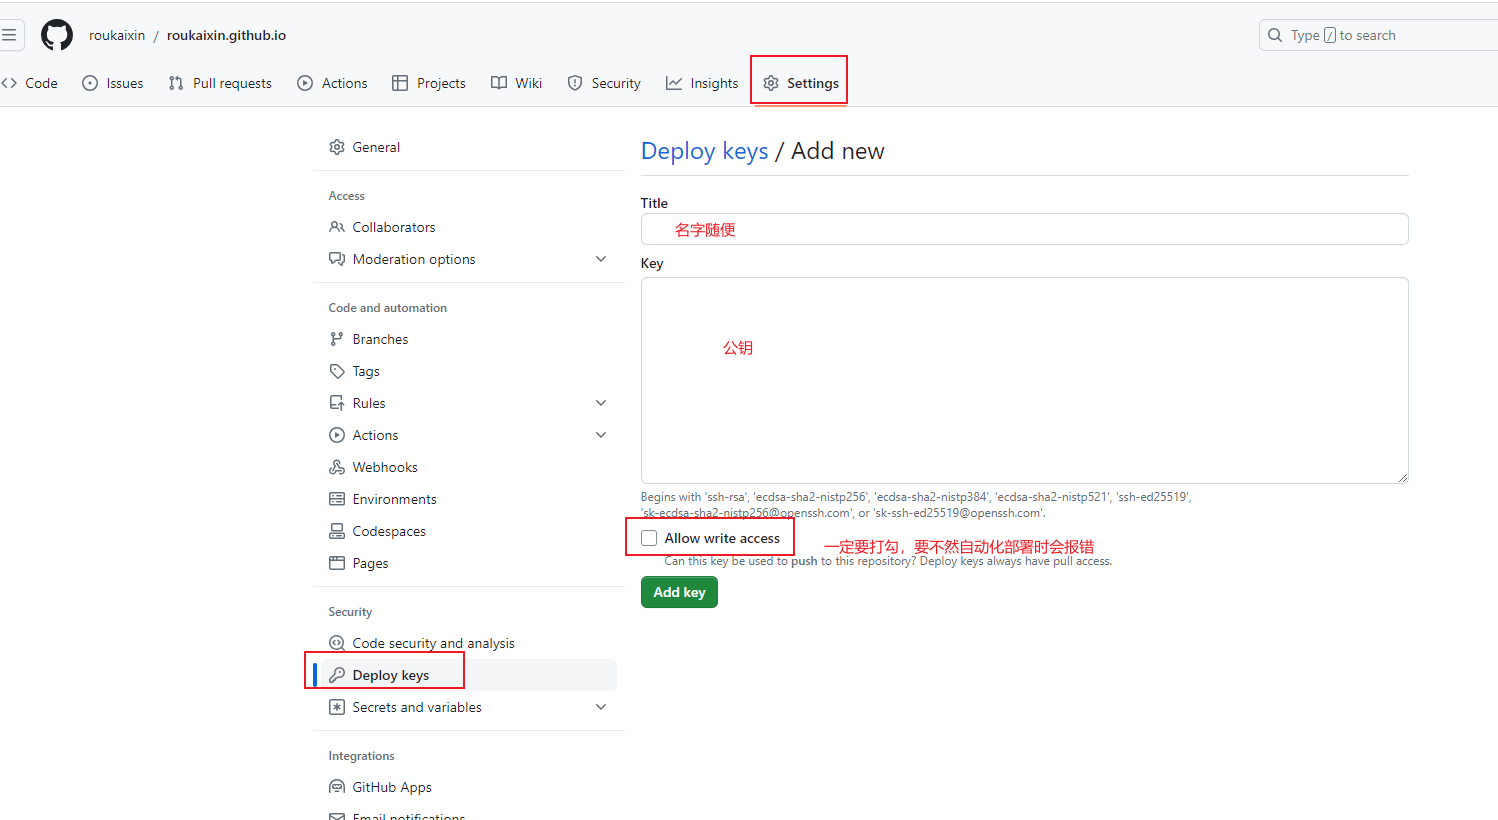 roukaixin / roukaixin.github.io
Type / to search
Code Issues Pull requests Actions Projects Wiki Security Insights Settings
General
Access
Collaborators
Moderation options
Code and automation
Branches
Tags
Rules
Actions
Webhooks
Environments
Codespaces
Pages
Security
Code security and analysis
Deploy keys
Secrets and variables
Integrations
GitHub Apps
Email notifications
Deploy keys / Add new
Title
名字随便
Key
公钥
Begins with 'ssh-rsa', 'ecdsa-sha2-nistp256', 'ecdsa-sha2-nistp384', 'ecdsa-sha2-nistp521', 'ssh-ed25519',
'sk-ecdsa-sha2-nistp256@openssh.com', or 'sk-ssh-ed25519@openssh.com'.
Allow write access
一定要打勾，要不然自动化部署时会报错
Can this key be used to push to this repository? Deploy keys always have pull access.
Add key